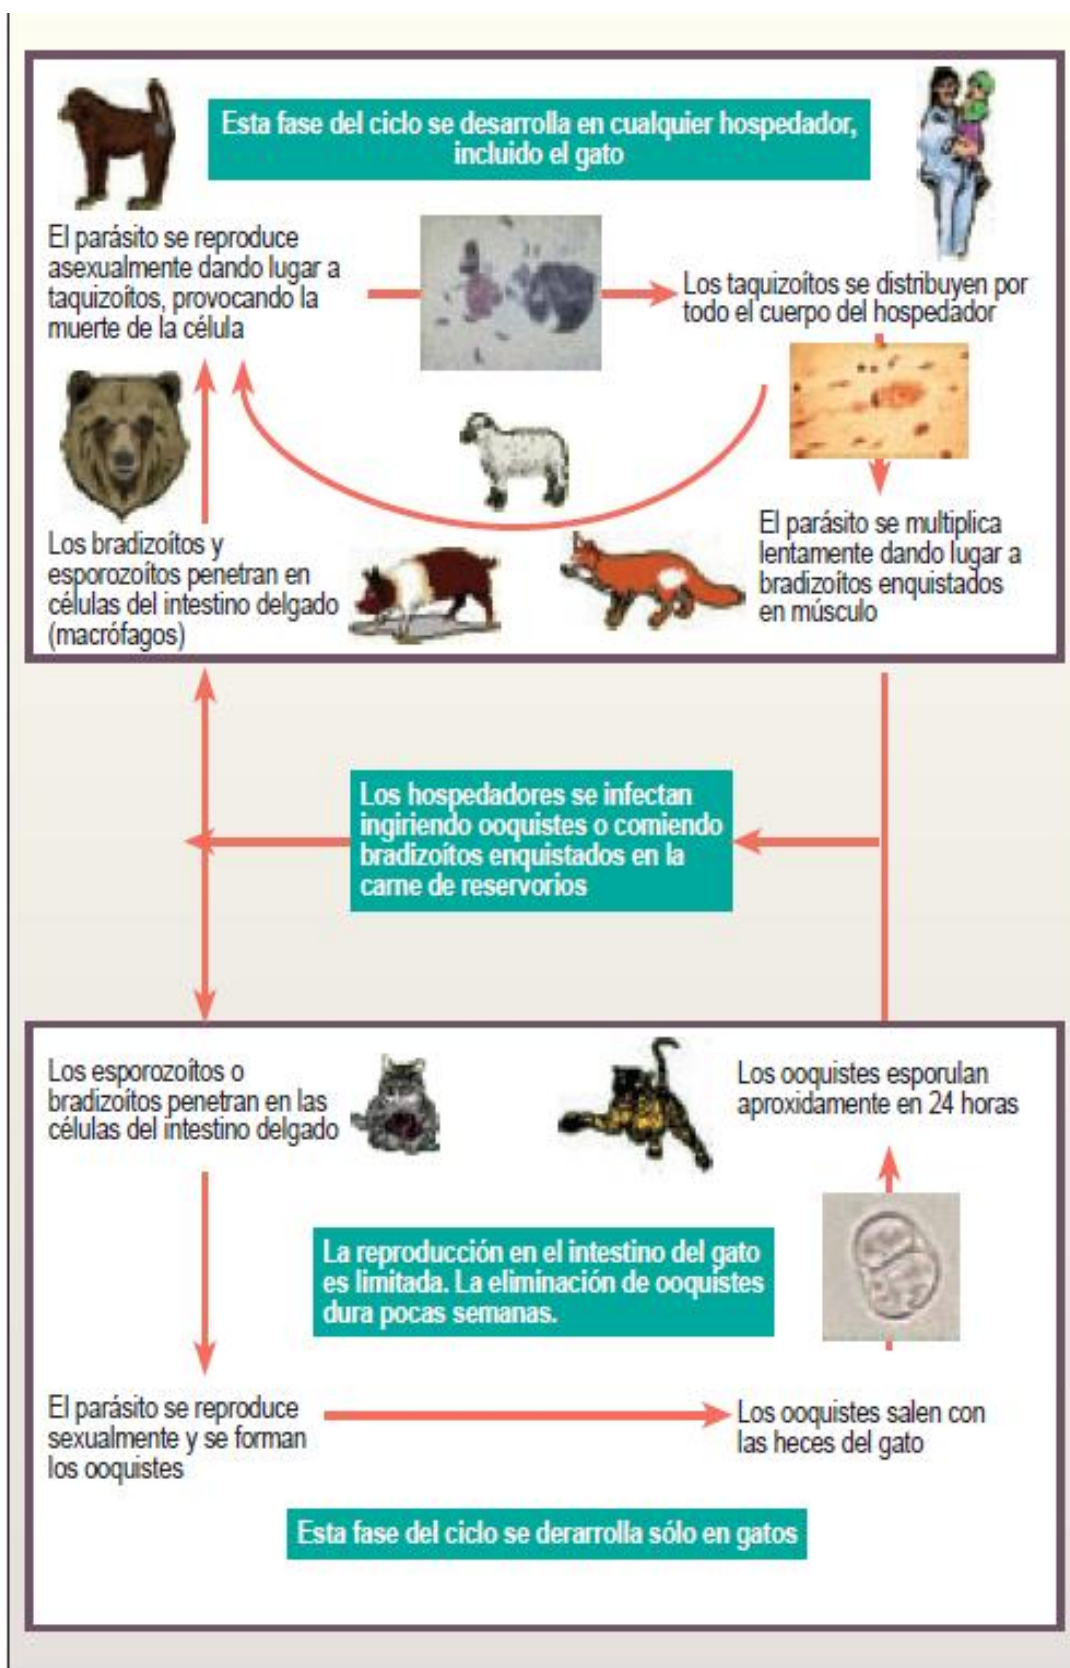 Esta fase del ciclo se desarrolla en cualquier hospedador,
incluido el gato
El parásito se reproduce
asexualmente dando lugar a
taquizoítos, provocando la
muerte de la célula
Los taquizoítos se distribuyen por
todo el cuerpo del hospedador
Los bradizoítos y
esporozoítos penetran en
células del intestino delgado
(macrófagos)
El parásito se multiplica
lentamente dando lugar a
bradizoítos enquistados
en músculo
Los hospedadores se infectan
ingiriendo ooquistes o comiendo
bradizoítos enquistados en la
carne de reservorios
Los esporozoítos o
bradizoítos penetran en las
células del intestino delgado
Los ooquistes esporulan
aproxidamente en 24 horas
La reproducción en el intestino del gato
es limitada. La eliminación de ooquistes
dura pocas semanas.
El parásito se reproduce
sexualmente y se forman
los ooquistes
Los ooquistes salen con
las heces del gato
Esta fase del ciclo se derarrolla sólo en gatos